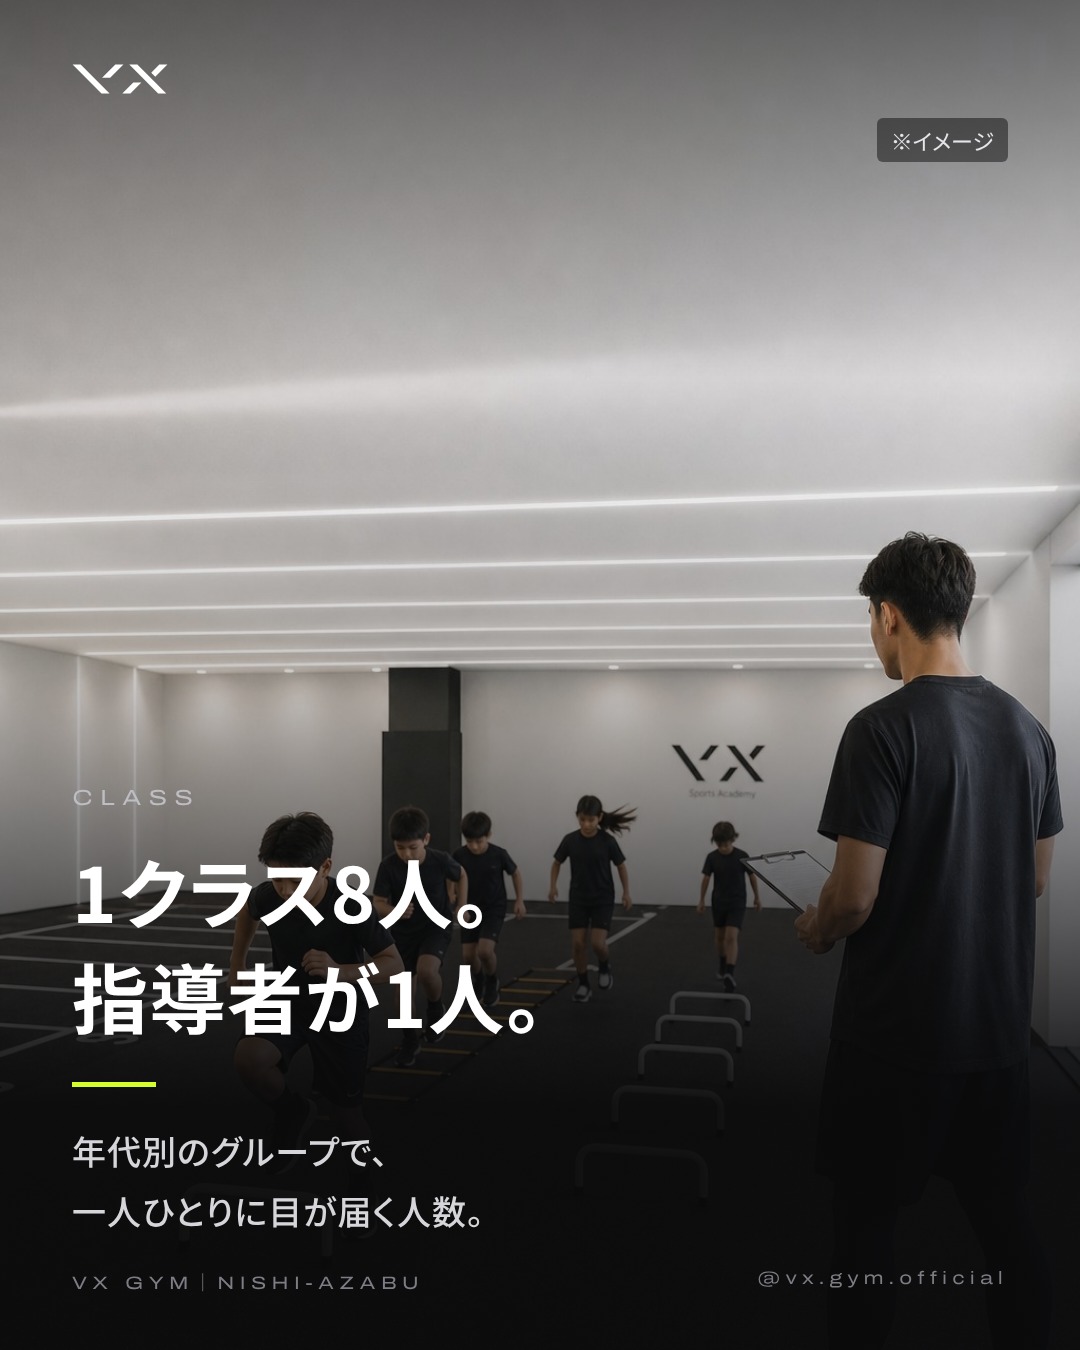 VX
※イメージ
VX
Sports Academy
CLASS
1クラス8人。
指導者が1人。
年代別のグループで、
一人ひとりに目が届く人数。
VX GYM｜NISHI-AZABU
@vx.gym.official